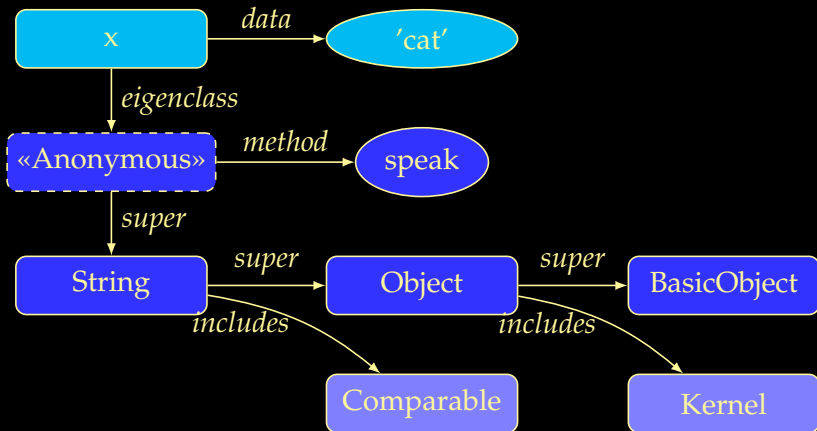 x
data
’cat’
eigenclass
«Anonymous»
method
speak
super
String
super
Object
super
BasicObject
includes
includes
Comparable
Kernel